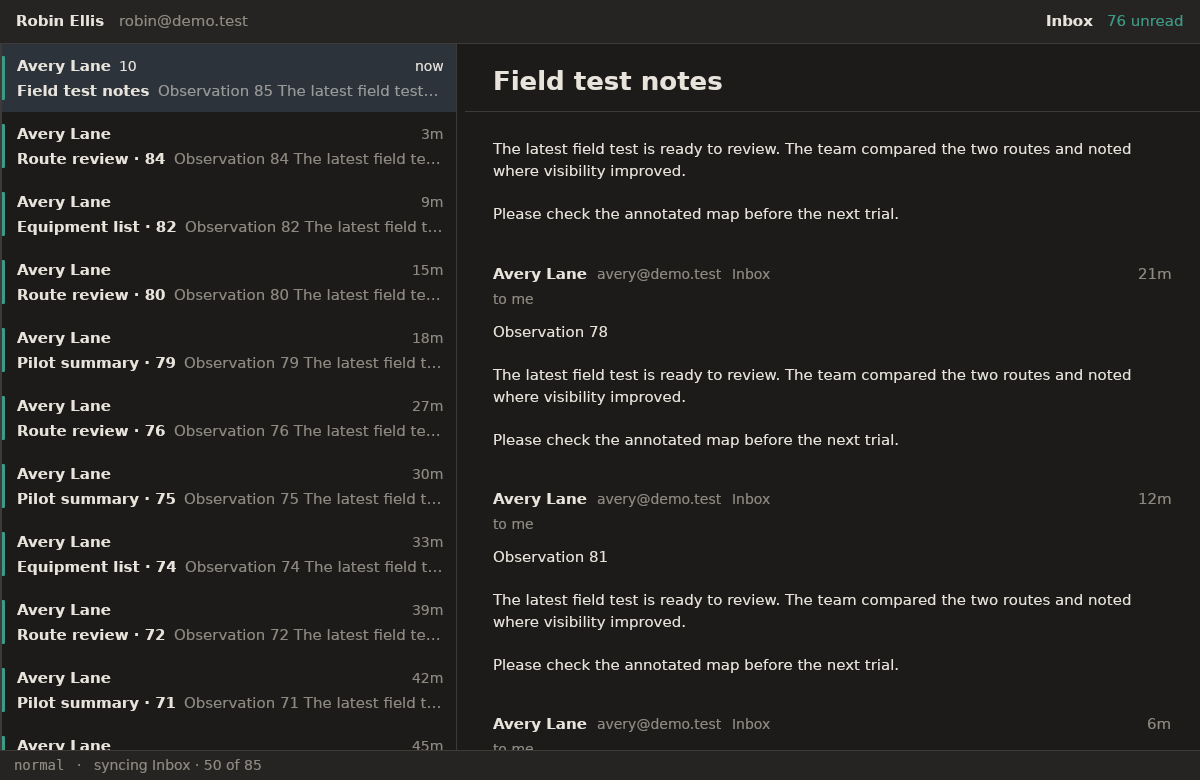 Robin Ellis robin@demo.test
Inbox 76 unread
Avery Lane 10 now
Field test notes Observation 85 The latest field test…
Avery Lane 3m
Route review · 84 Observation 84 The latest field te…
Avery Lane 9m
Equipment list · 82 Observation 82 The latest field t…
Avery Lane 15m
Route review · 80 Observation 80 The latest field te…
Avery Lane 18m
Pilot summary · 79 Observation 79 The latest field t…
Avery Lane 27m
Route review · 76 Observation 76 The latest field te…
Avery Lane 30m
Pilot summary · 75 Observation 75 The latest field t…
Avery Lane 33m
Equipment list · 74 Observation 74 The latest field t…
Avery Lane 39m
Route review · 72 Observation 72 The latest field te…
Avery Lane 42m
Pilot summary · 71 Observation 71 The latest field t…
Avery Lane 45m
Field test notes
The latest field test is ready to review. The team compared the two routes and noted
where visibility improved.
Please check the annotated map before the next trial.
Avery Lane avery@demo.test Inbox 21m
to me
Observation 78
The latest field test is ready to review. The team compared the two routes and noted
where visibility improved.
Please check the annotated map before the next trial.
Avery Lane avery@demo.test Inbox 12m
to me
Observation 81
The latest field test is ready to review. The team compared the two routes and noted
where visibility improved.
Please check the annotated map before the next trial.
Avery Lane avery@demo.test Inbox 6m
to me
normal · syncing Inbox · 50 of 85